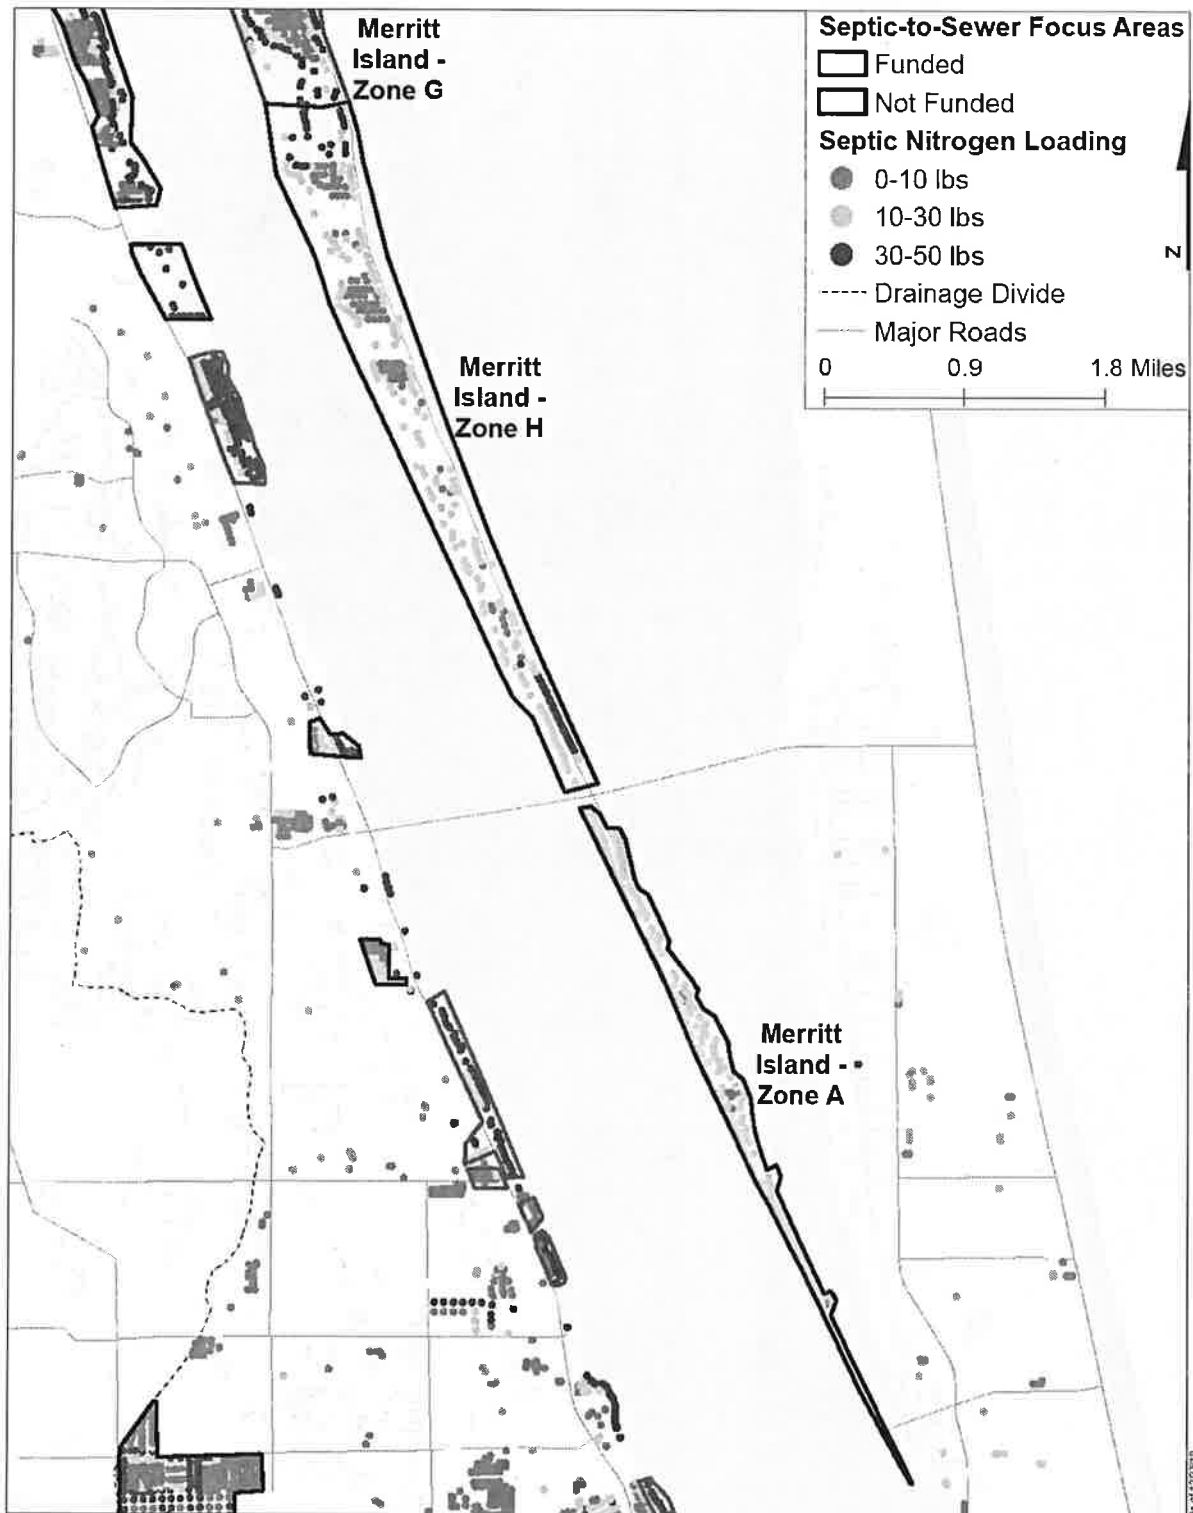 Merritt
Island -
Zone G
Septic-to-Sewer Focus Areas
Funded
Not Funded
Septic Nitrogen Loading
0-10 lbs
10-30 lbs
30-50 lbs
Drainage Divide
Major Roads
0 0.9 1.8 Miles
N
Merritt
Island -
Zone H
Merritt
Island -
Zone A